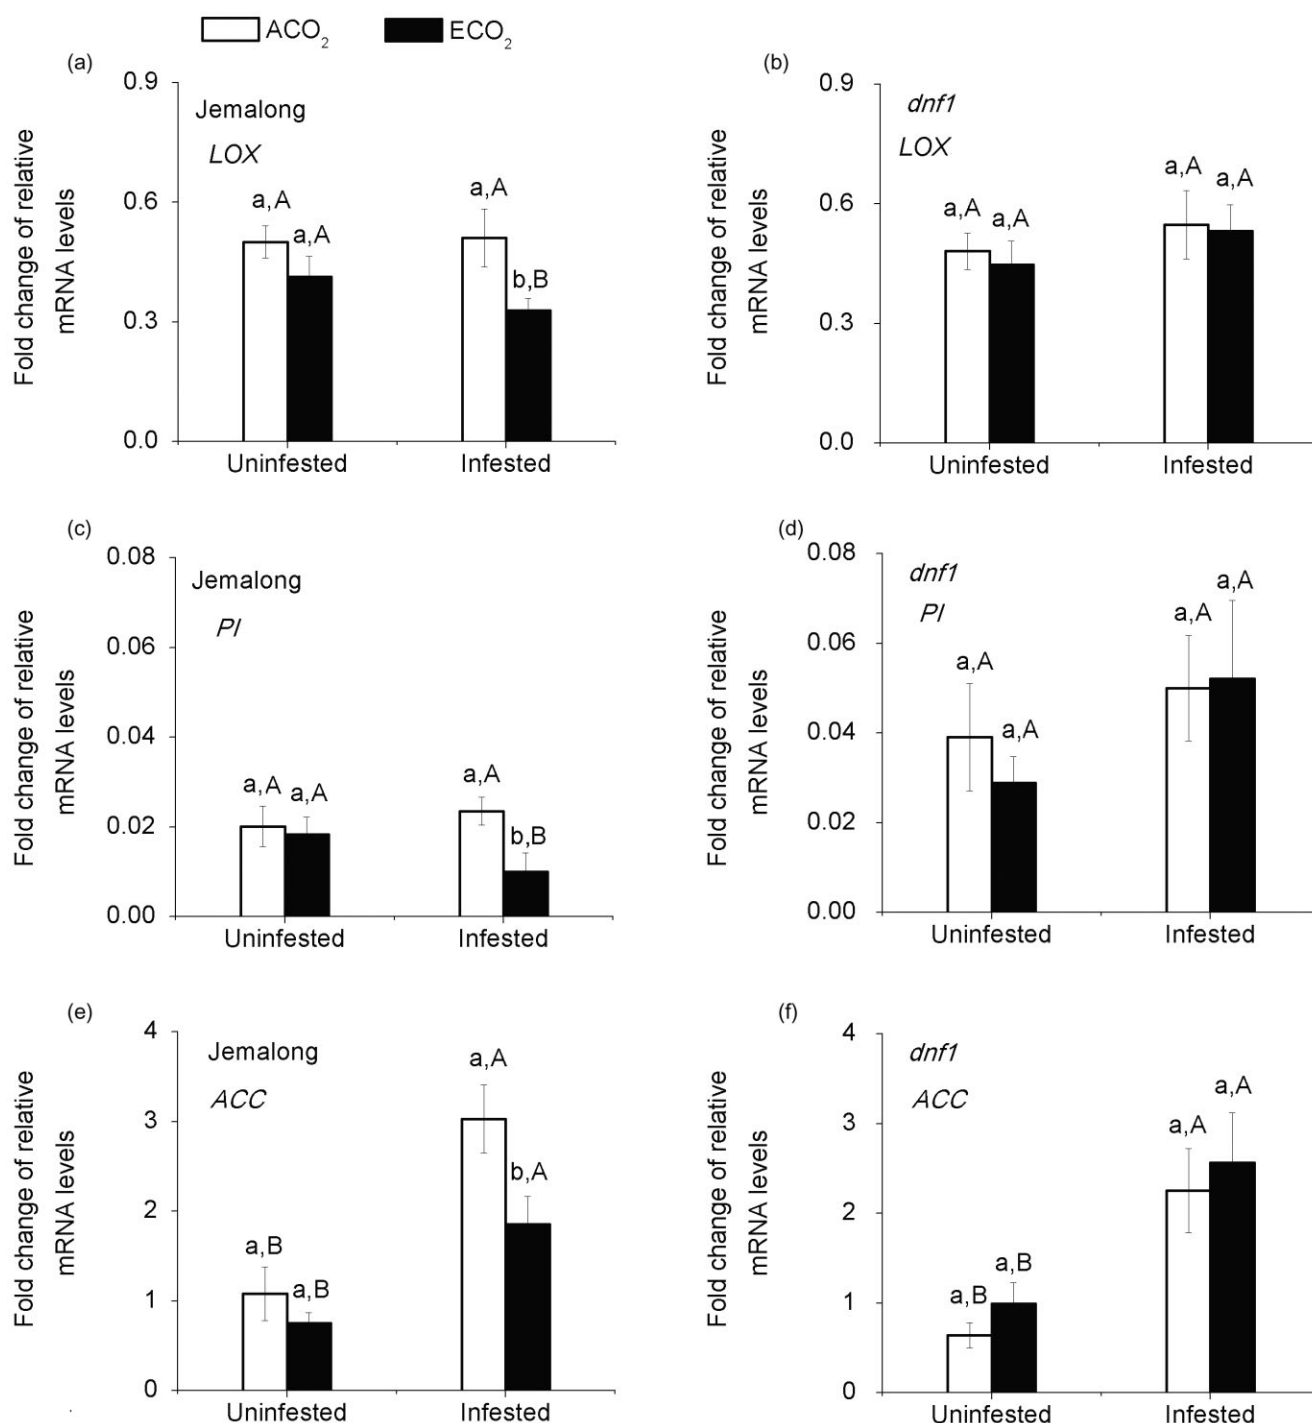 ACO₂ ECO₂
(a)
Fold change of relative
mRNA levels
0.9
0.6
0.3
0.0
Jemalong
LOX
a,A a,A a,A b,B
Uninfested Infested
(b)
Fold change of relative
mRNA levels
0.9
0.6
0.3
0.0
dnf1
LOX
a,A a,A a,A a,A
Uninfested Infested
(c)
Fold change of relative
mRNA levels
0.08
0.06
0.04
0.02
0.00
Jemalong
PI
a,A a,A a,A b,B
Uninfested Infested
(d)
Fold change of relative
mRNA levels
0.08
0.06
0.04
0.02
0.00
dnf1
PI
a,A a,A a,A a,A
Uninfested Infested
(e)
Fold change of relative
mRNA levels
4
3
2
1
0
Jemalong
ACC
a,B a,B a,A b,A
Uninfested Infested
(f)
Fold change of relative
mRNA levels
4
3
2
1
0
dnf1
ACC
a,B a,B a,A a,A
Uninfested Infested